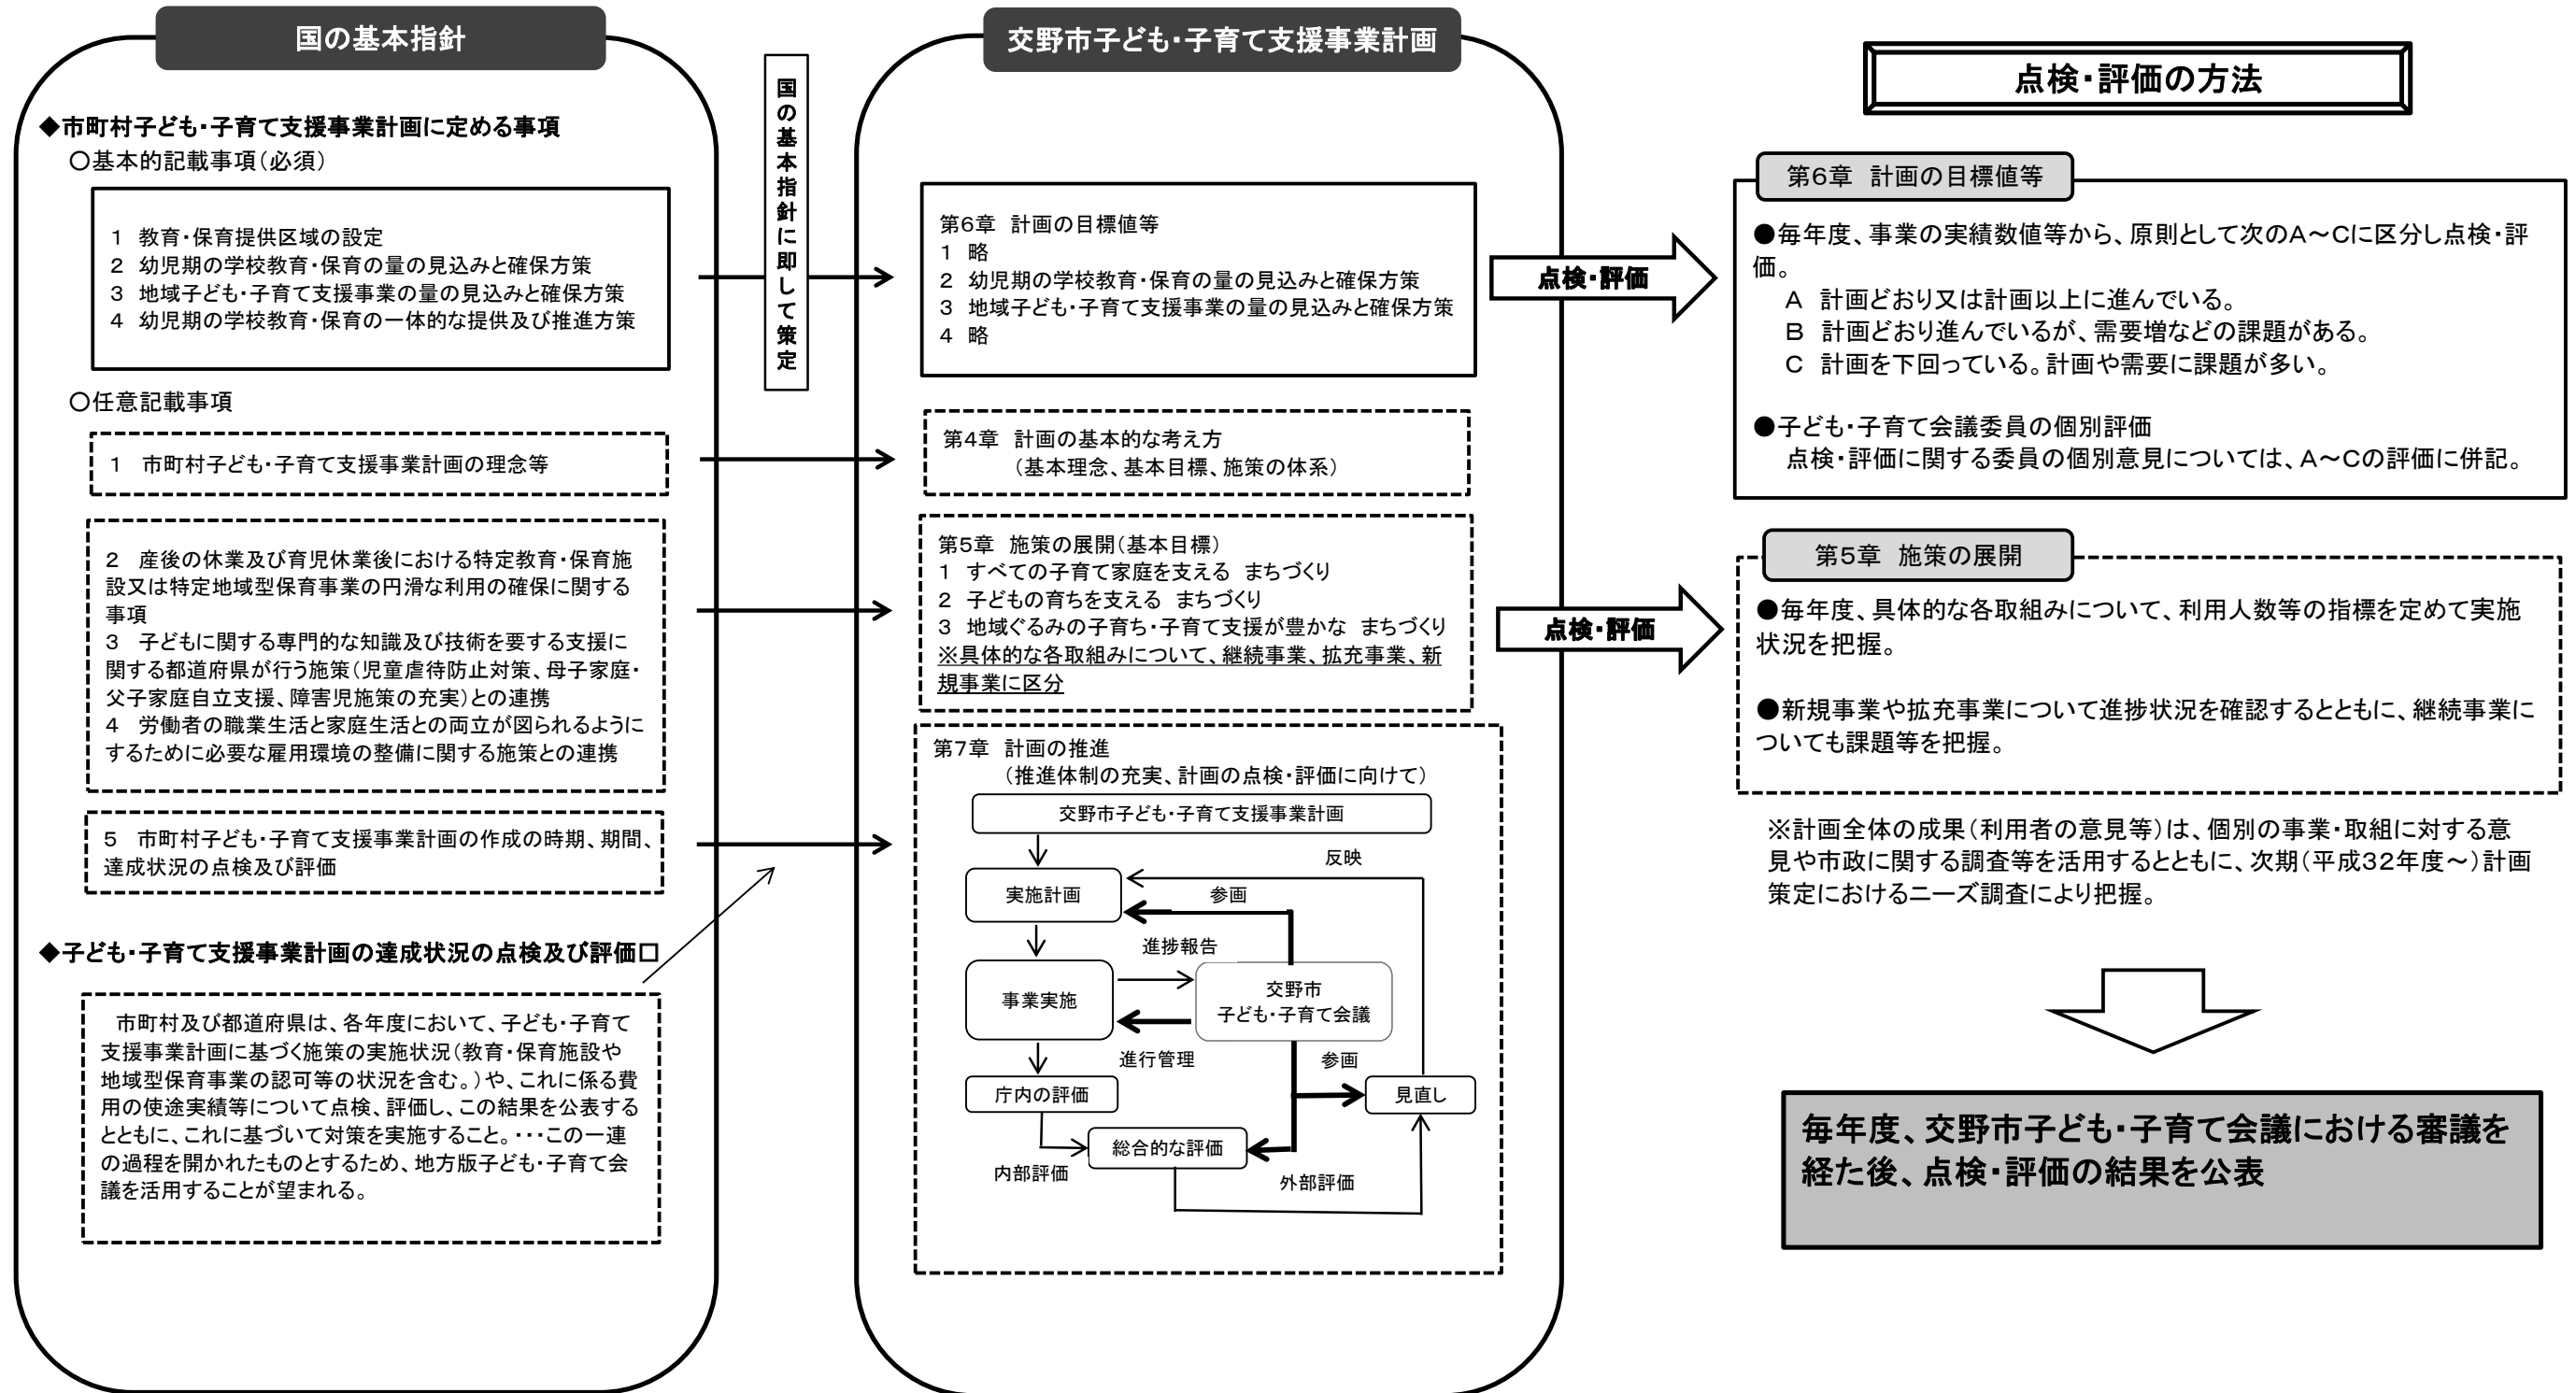 国の基本指針
◆市町村子ども・子育て支援事業計画に定める事項
〇基本的記載事項（必須）
１　教育・保育提供区域の設定
２　幼児期の学校教育・保育の量の見込みと確保方策
３　地域子ども・子育て支援事業の量の見込みと確保方策
４　幼児期の学校教育・保育の一体的な提供及び推進方策
〇任意記載事項
１　市町村子ども・子育て支援事業計画の理念等
２　産後の休業及び育児休業後における特定教育・保育施
設又は特定地域型保育事業の円滑な利用の確保に関する
事項
３　子どもに関する専門的な知識及び技術を要する支援に
関する都道府県が行う施策（児童虐待防止対策、母子家庭・
父子家庭自立支援、障害児施策の充実）との連携
４　労働者の職業生活と家庭生活との両立が図られるように
するために必要な雇用環境の整備に関する施策との連携
５　市町村子ども・子育て支援事業計画の作成の時期、期間、
達成状況の点検及び評価
◆子ども・子育て支援事業計画の達成状況の点検及び評価□
市町村及び都道府県は、各年度において、子ども・子育て
支援事業計画に基づく施策の実施状況（教育・保育施設や
地域型保育事業の認可等の状況を含む。）や、これに係る費
用の使途実績等について点検、評価し、この結果を公表する
とともに、これに基づいて対策を実施すること。・・・この一連
の過程を開かれたものとするため、地方版子ども・子育て会
議を活用することが望まれる。
国の基本指針に即して策定
交野市子ども・子育て支援事業計画
第６章　計画の目標値等
１　略
２　幼児期の学校教育・保育の量の見込みと確保方策
３　地域子ども・子育て支援事業の量の見込みと確保方策
４　略
第４章　計画の基本的な考え方
（基本理念、基本目標、施策の体系）
第５章　施策の展開（基本目標）
１　すべての子育て家庭を支える　まちづくり
２　子どもの育ちを支える　まちづくり
３　地域ぐるみの子育ち・子育て支援が豊かな　まちづくり
※具体的な各取組みについて、継続事業、拡充事業、新
規事業に区分
第７章　計画の推進
（推進体制の充実、計画の点検・評価に向けて）
交野市子ども・子育て支援事業計画
反映
実施計画
参画
進捗報告
事業実施
交野市
子ども・子育て会議
進行管理
参画
庁内の評価
見直し
総合的な評価
内部評価
外部評価
点検・評価
点検・評価
点検・評価の方法
第６章　計画の目標値等
●毎年度、事業の実績数値等から、原則として次のA～Cに区分し点検・評
価。
A　計画どおり又は計画以上に進んでいる。
B　計画どおり進んでいるが、需要増などの課題がある。
C　計画を下回っている。計画や需要に課題が多い。
●子ども・子育て会議委員の個別評価
点検・評価に関する委員の個別意見については、A～Cの評価に併記。
第５章　施策の展開
●毎年度、具体的な各取組みについて、利用人数等の指標を定めて実施
状況を把握。
●新規事業や拡充事業について進捗状況を確認するとともに、継続事業に
ついても課題等を把握。
※計画全体の成果（利用者の意見等）は、個別の事業・取組に対する意
見や市政に関する調査等を活用するとともに、次期（平成３２年度～）計画
策定におけるニーズ調査により把握。
毎年度、交野市子ども・子育て会議における審議を
経た後、点検・評価の結果を公表